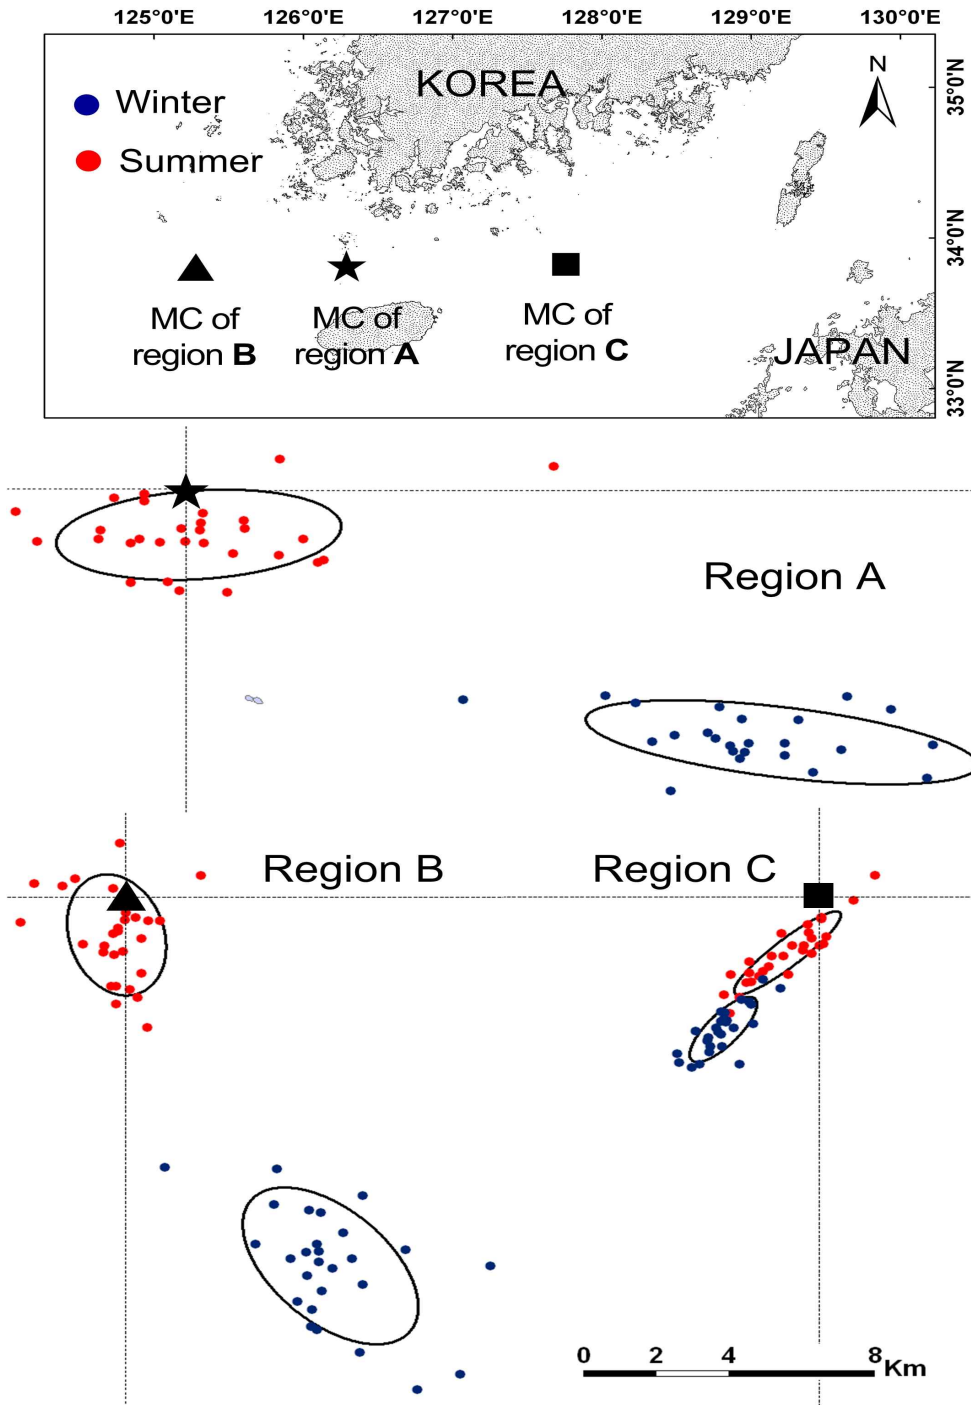 125°0'E 126°0'E 127°0'E 128°0'E 129°0'E 130°0'E
KOREA
N
35°0'N
Winter
Summer
34°0'N
MC of
region B
MC of
region A
MC of
region C
JAPAN
33°0'N
Region A
Region B
Region C
0 2 4 8
Km